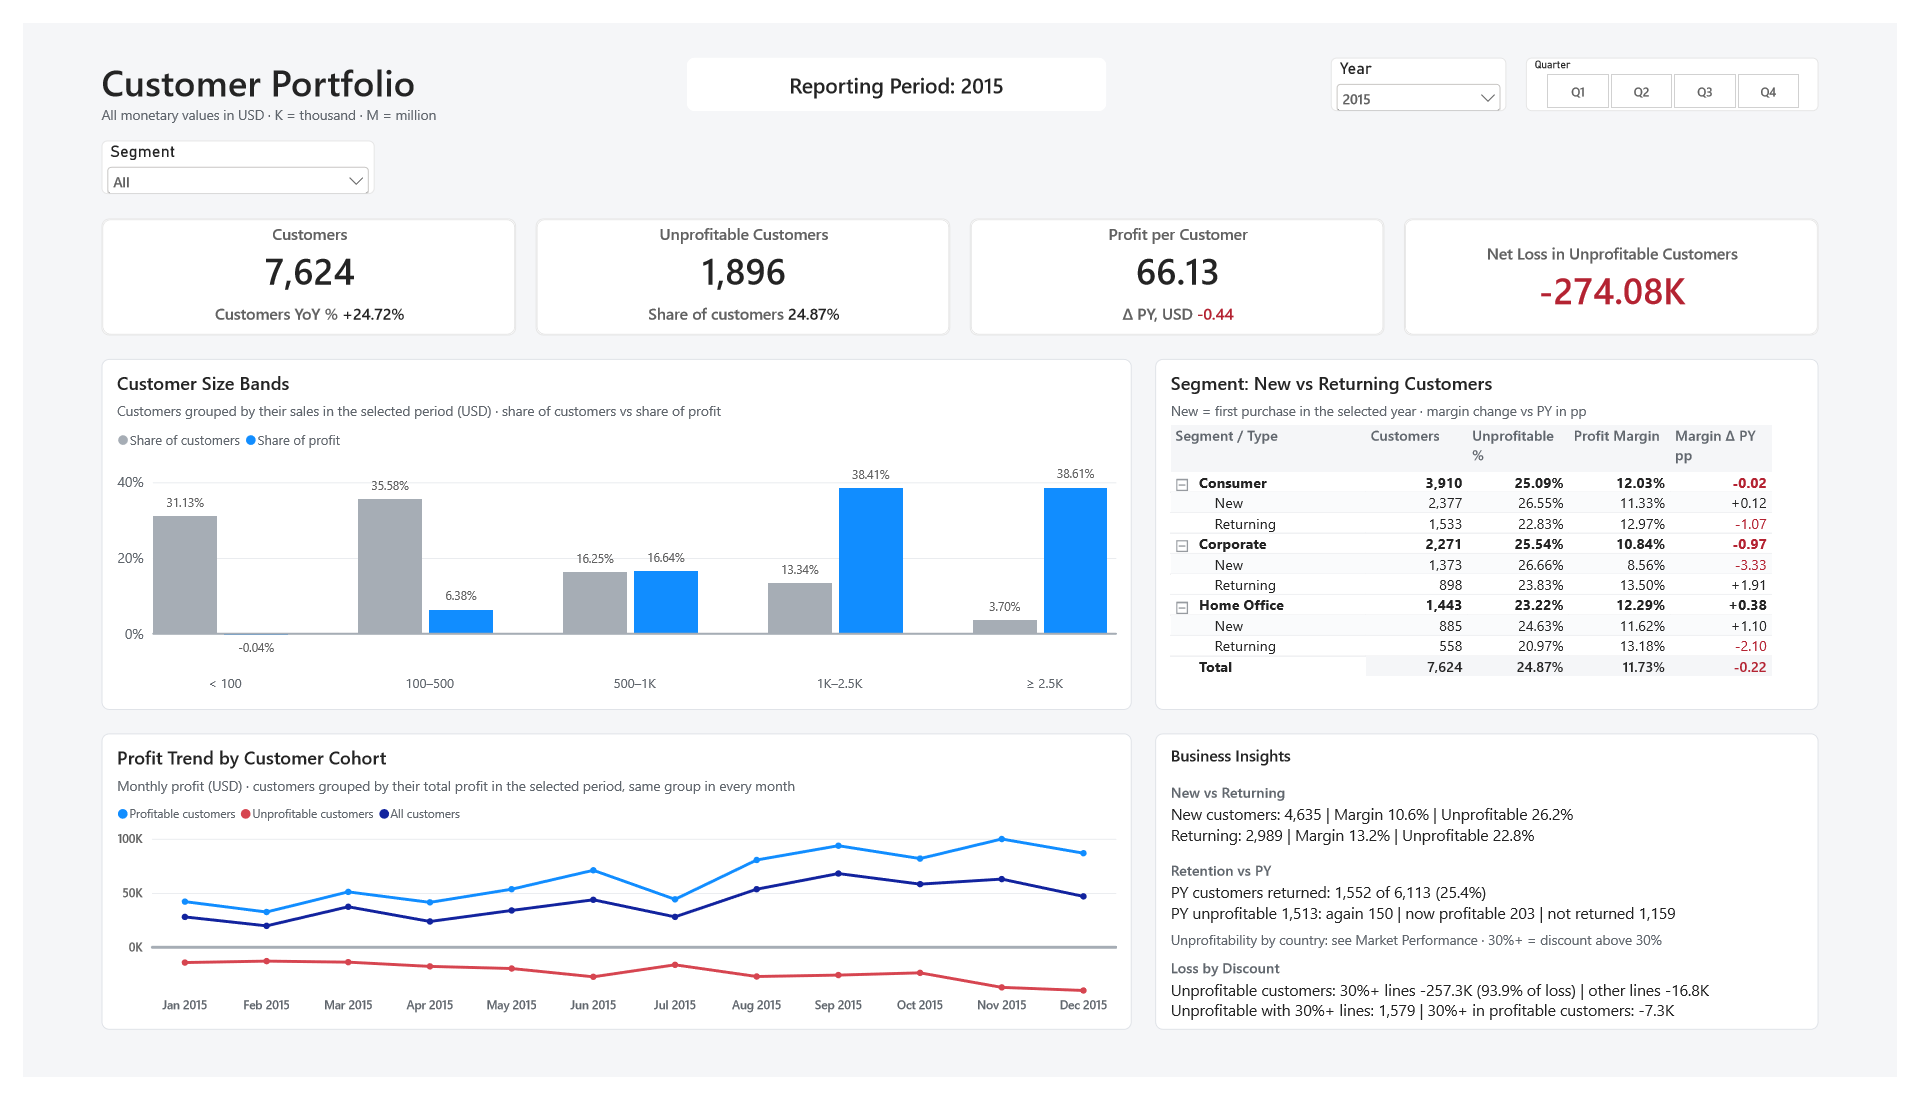 Customer Portfolio
All monetary values in USD · K = thousand · M = million
Reporting Period: 2015
Year
2015
Quarter
Q1 Q2 Q3 Q4
Segment
All
Customers
7,624
Customers YoY % +24.72%
Unprofitable Customers
1,896
Share of customers 24.87%
Profit per Customer
66.13
Δ PY, USD -0.44
Net Loss in Unprofitable Customers
-274.08K
Customer Size Bands
Customers grouped by their sales in the selected period (USD) · share of customers vs share of profit
Share of customers Share of profit
40%
20%
0%
31.13%
-0.04%
35.58%
6.38%
16.25%
16.64%
13.34%
38.41%
3.70%
38.61%
< 100
100–500
500–1K
1K–2.5K
≥ 2.5K
Segment: New vs Returning Customers
New = first purchase in the selected year · margin change vs PY in pp
Segment / Type Customers Unprofitable % Profit Margin Margin Δ PY pp
Consumer 3,910 25.09% 12.03% -0.02
New 2,377 26.55% 11.33% +0.12
Returning 1,533 22.83% 12.97% -1.07
Corporate 2,271 25.54% 10.84% -0.97
New 1,373 26.66% 8.56% -3.33
Returning 898 23.83% 13.50% +1.91
Home Office 1,443 23.22% 12.29% +0.38
New 885 24.63% 11.62% +1.10
Returning 558 20.97% 13.18% -2.10
Total 7,624 24.87% 11.73% -0.22
Profit Trend by Customer Cohort
Monthly profit (USD) · customers grouped by their total profit in the selected period, same group in every month
Profitable customers Unprofitable customers All customers
100K
50K
0K
Jan 2015 Feb 2015 Mar 2015 Apr 2015 May 2015 Jun 2015 Jul 2015 Aug 2015 Sep 2015 Oct 2015 Nov 2015 Dec 2015
Business Insights
New vs Returning
New customers: 4,635 | Margin 10.6% | Unprofitable 26.2%
Returning: 2,989 | Margin 13.2% | Unprofitable 22.8%
Retention vs PY
PY customers returned: 1,552 of 6,113 (25.4%)
PY unprofitable 1,513: again 150 | now profitable 203 | not returned 1,159
Unprofitability by country: see Market Performance · 30%+ = discount above 30%
Loss by Discount
Unprofitable customers: 30%+ lines -257.3K (93.9% of loss) | other lines -16.8K
Unprofitable with 30%+ lines: 1,579 | 30%+ in profitable customers: -7.3K